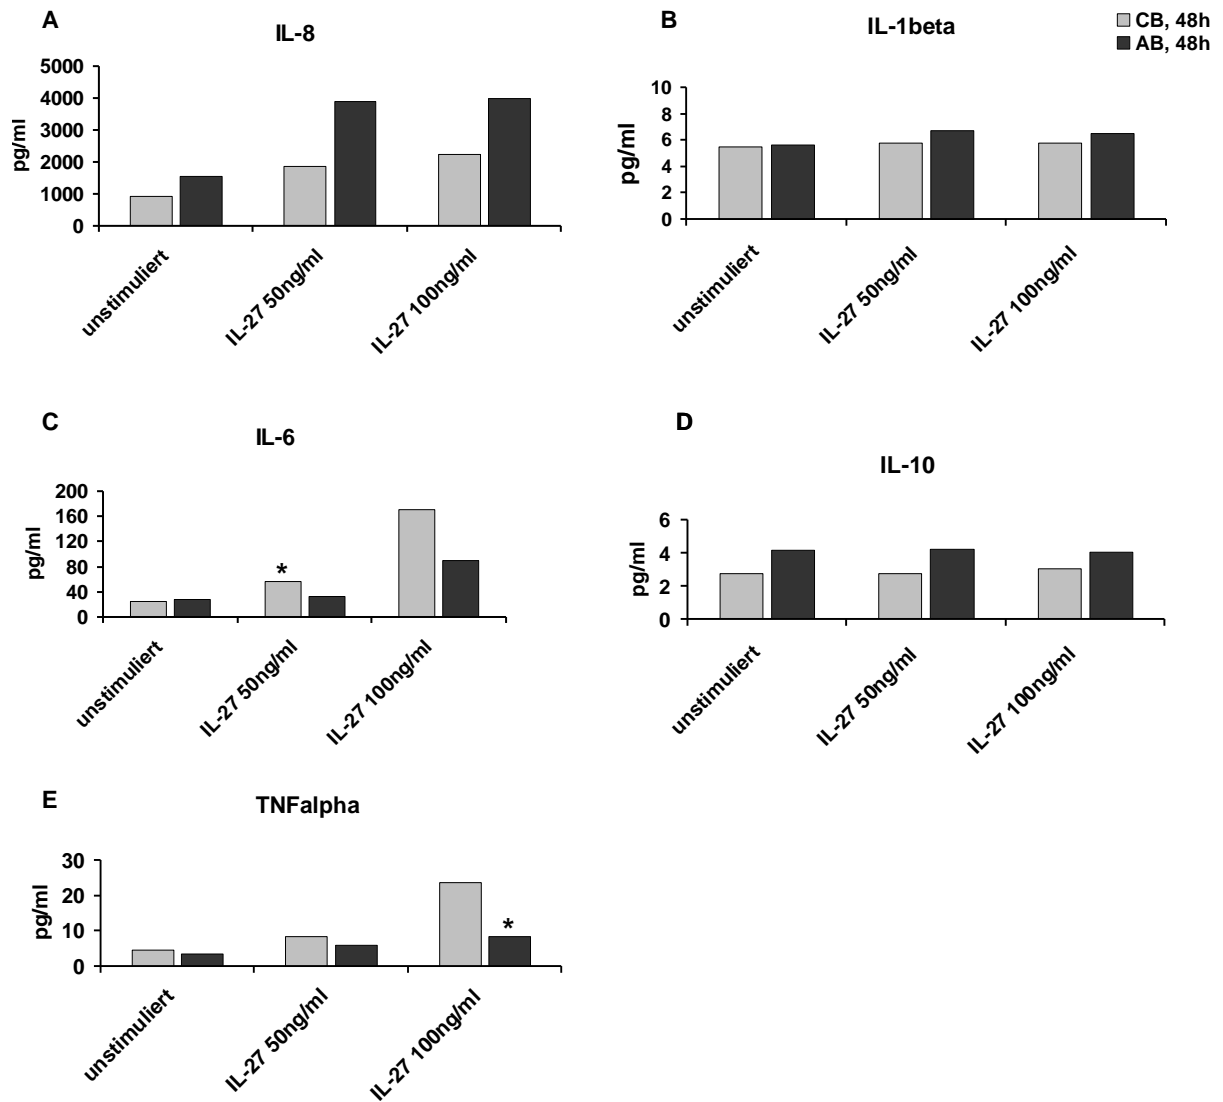 A
IL-8
5000
4000
3000
2000
1000
0
pg/ml
unstimuliert
IL-27 50ng/ml
IL-27 100ng/ml
B
IL-1beta
CB, 48h
AB, 48h
10
8
6
4
2
0
pg/ml
unstimuliert
IL-27 50ng/ml
IL-27 100ng/ml
C
IL-6
200
160
120
80
40
0
pg/ml
*
unstimuliert
IL-27 50ng/ml
IL-27 100ng/ml
D
IL-10
6
4
2
0
pg/ml
unstimuliert
IL-27 50ng/ml
IL-27 100ng/ml
E
TNFalpha
30
20
10
0
pg/ml
*
unstimuliert
IL-27 50ng/ml
IL-27 100ng/ml